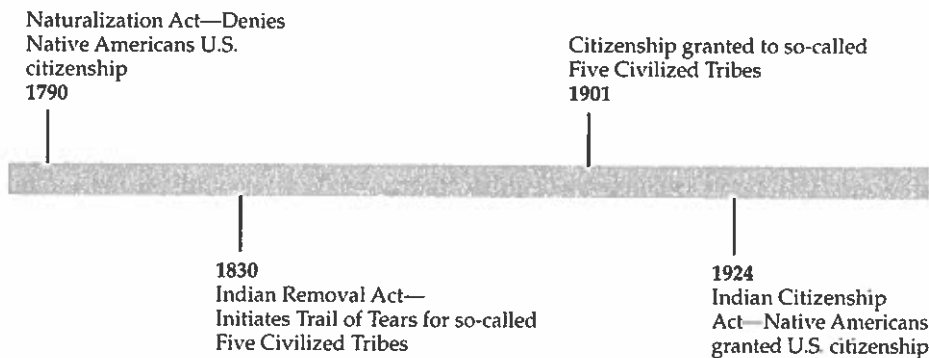 Naturalization Act—Denies
Native Americans U.S.
citizenship
1790
Citizenship granted to so-called
Five Civilized Tribes
1901
1830
Indian Removal Act—
Initiates Trail of Tears for so-called
Five Civilized Tribes
1924
Indian Citizenship
Act—Native Americans
granted U.S. citizenship